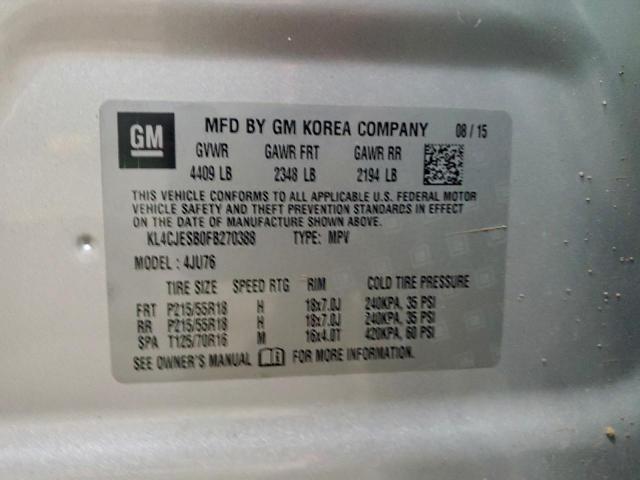 GM MFD BY GM KOREA COMPANY 08 / 15
GVWR GAWR FRT GAWR RR
4409 LB 2348 LB 2194 LB
THIS VEHICLE CONFORMS TO ALL APPLICABLE U.S. FEDERAL MOTOR
VEHICLE SAFETY AND THEFT PREVENTION STANDARDS IN EFFECT
ON THE DATE OF MANUFACTURE SHOWN ABOVE.
KL4CJESB0FB270388 TYPE: MPV
MODEL : 4JU76
TIRE SIZE SPEED RTG RIM COLD TIRE PRESSURE
FRT P215/55R18 H 18x7.0J 240KPA, 35 PSI
RR P215/55R18 H 18x7.0J 240KPA, 35 PSI
SPA T125/70R16 M 16x4.0T 420KPA, 60 PSI
SEE OWNER'S MANUAL FOR MORE INFORMATION.